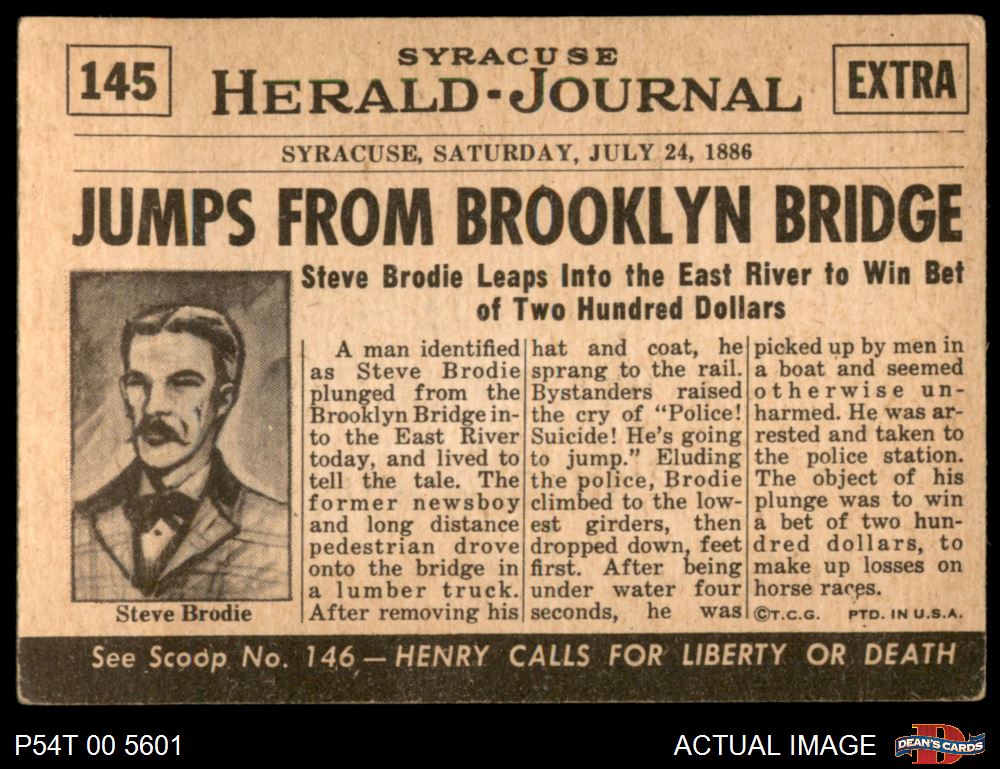 145
SYRACUSE
HERALD-JOURNAL
EXTRA
SYRACUSE, SATURDAY, JULY 24, 1886
JUMPS FROM BROOKLYN BRIDGE
Steve Brodie Leaps Into the East River to Win Bet
of Two Hundred Dollars
Steve Brodie
A man identified
as Steve Brodie
plunged from the
Brooklyn Bridge in-
to the East River
today, and lived to
tell the tale. The
former newsboy
and long distance
pedestrian drove
onto the bridge in
a lumber truck.
After removing his
hat and coat, he
sprang to the rail.
Bystanders raised
the cry of "Police!
Suicide! He's going
to jump." Eluding
the police, Brodie
climbed to the low-
est girders, then
dropped down, feet
first. After being
under water four
seconds, he was
picked up by men in
a boat and seemed
otherwise un-
harmed. He was ar-
rested and taken to
the police station.
The object of his
plunge was to win
a bet of two hun-
dred dollars, to
make up losses on
horse races.
©T.C.G. PTD. IN U.S.A.
See Scoop No. 146 — HENRY CALLS FOR LIBERTY OR DEATH
P54T 00 5601
ACTUAL IMAGE
D
DEAN'S CARDS